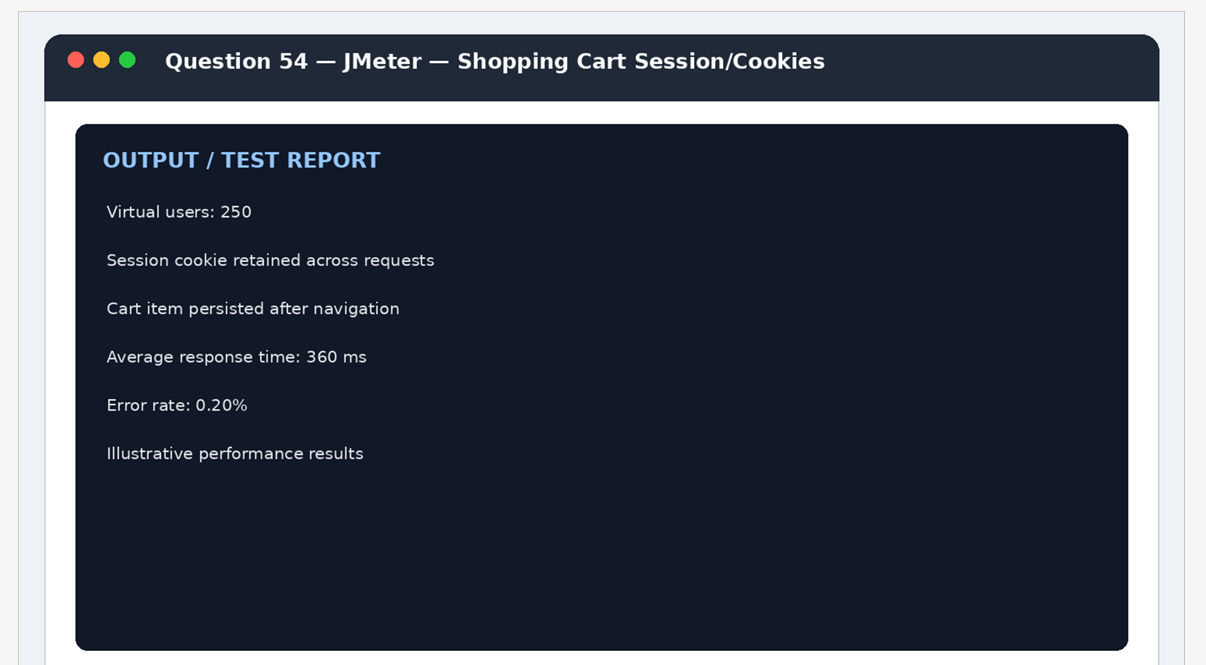 Question 54 — JMeter — Shopping Cart Session/Cookies
OUTPUT / TEST REPORT
Virtual users: 250
Session cookie retained across requests
Cart item persisted after navigation
Average response time: 360 ms
Error rate: 0.20%
Illustrative performance results